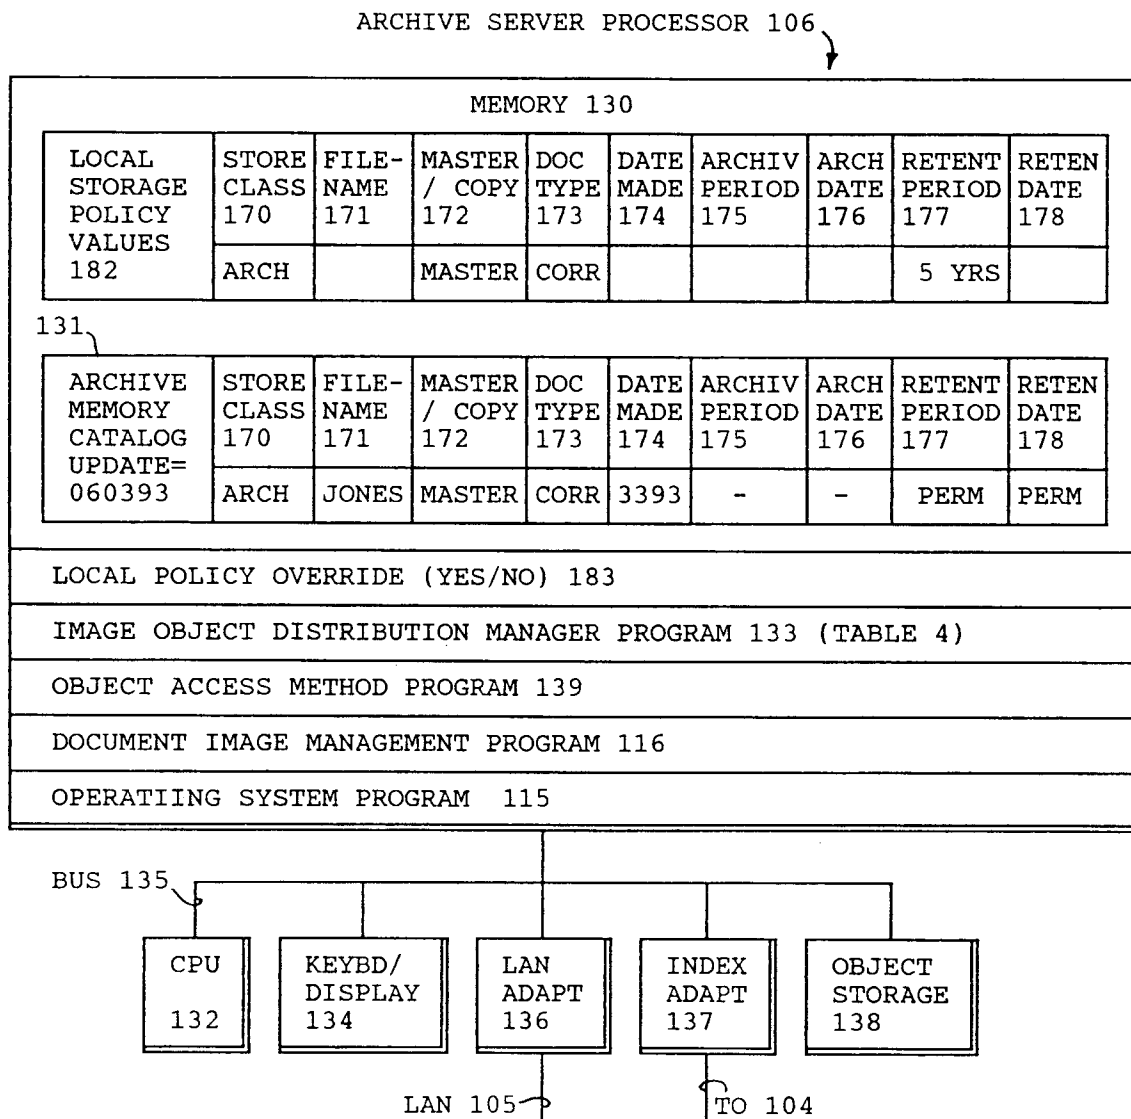 ARCHIVE SERVER PROCESSOR 106
MEMORY 130
LOCAL STORAGE POLICY VALUES 182
STORE CLASS 170
FILE- NAME 171
MASTER / COPY 172
DOC TYPE 173
DATE MADE 174
ARCHIV PERIOD 175
ARCH DATE 176
RETENT PERIOD 177
RETEN DATE 178
ARCH MASTER CORR 5 YRS
131
ARCHIVE MEMORY CATALOG UPDATE= 060393
STORE CLASS 170
FILE- NAME 171
MASTER / COPY 172
DOC TYPE 173
DATE MADE 174
ARCHIV PERIOD 175
ARCH DATE 176
RETENT PERIOD 177
RETEN DATE 178
ARCH JONES MASTER CORR 3393 - - PERM PERM
LOCAL POLICY OVERRIDE (YES/NO) 183
IMAGE OBJECT DISTRIBUTION MANAGER PROGRAM 133 (TABLE 4)
OBJECT ACCESS METHOD PROGRAM 139
DOCUMENT IMAGE MANAGEMENT PROGRAM 116
OPERATIING SYSTEM PROGRAM 115
BUS 135
CPU 132
KEYBD/ DISPLAY 134
LAN ADAPT 136
INDEX ADAPT 137
OBJECT STORAGE 138
LAN 105
TO 104